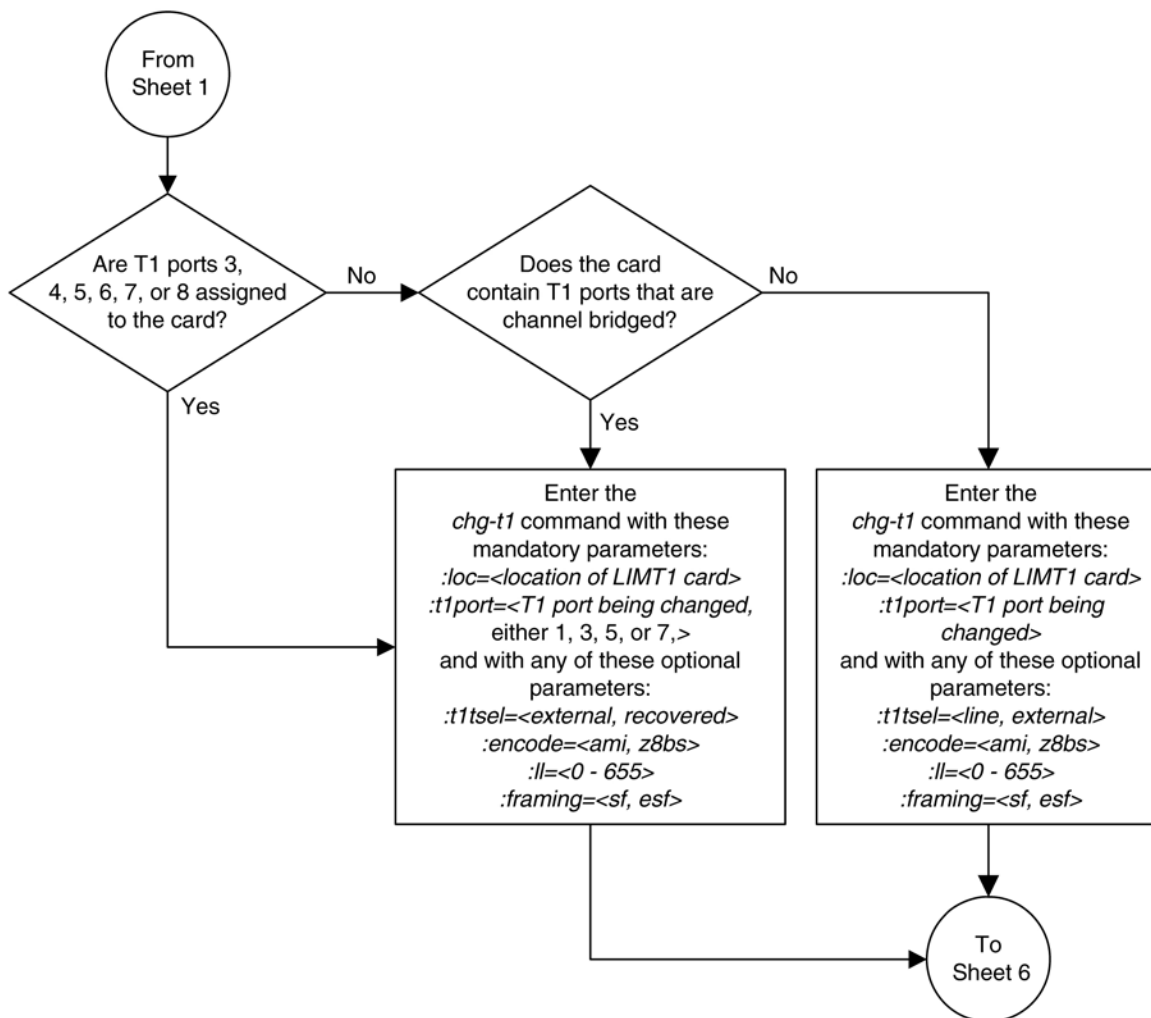 From
Sheet 1
Are T1 ports 3,
4, 5, 6, 7, or 8 assigned
to the card?
No
Does the card
contain T1 ports that are
channel bridged?
No
Yes
Yes
Enter the
chg-t1 command with these
mandatory parameters:
:loc=<location of LIMT1 card>
:t1port=<T1 port being changed,
either 1, 3, 5, or 7,>
and with any of these optional
parameters:
:t1tsel=<external, recovered>
:encode=<ami, z8bs>
:ll=<0 - 655>
:framing=<sf, esf>
Enter the
chg-t1 command with these
mandatory parameters:
:loc=<location of LIMT1 card>
:t1port=<T1 port being
changed>
and with any of these optional
parameters:
:t1tsel=<line, external>
:encode=<ami, z8bs>
:ll=<0 - 655>
:framing=<sf, esf>
To
Sheet 6